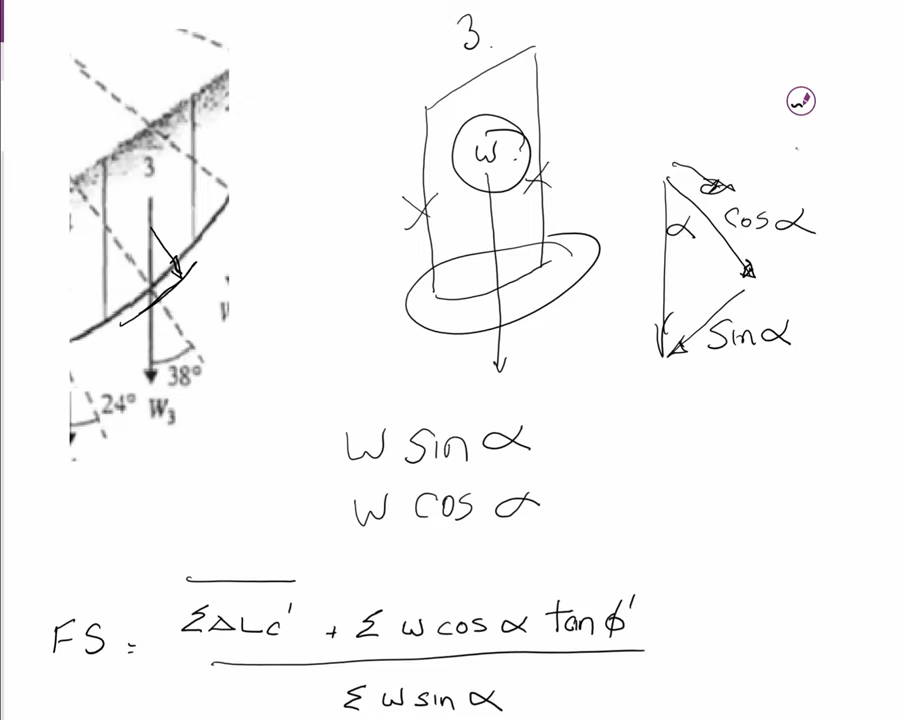 3.
3
W?
α
cos α
sin α
38°
24°
W₃
W sin α
W cos α
FS = ΣΔLc' + Σ W cos α tan φ'
Σ W sin α